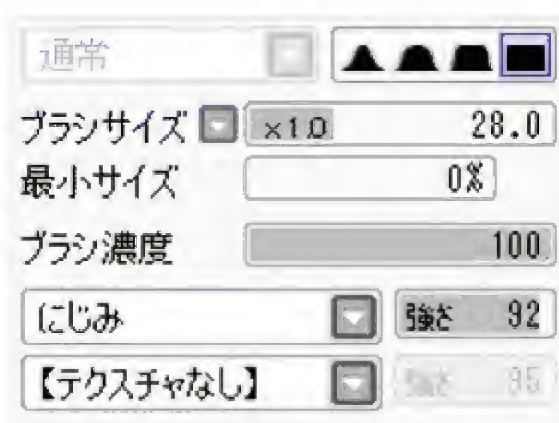 通常
ブラシサイズ ×1.0 28.0
最小サイズ 0%
ブラシ濃度 100
にじみ 強さ 92
【テクスチャなし】 強さ 95